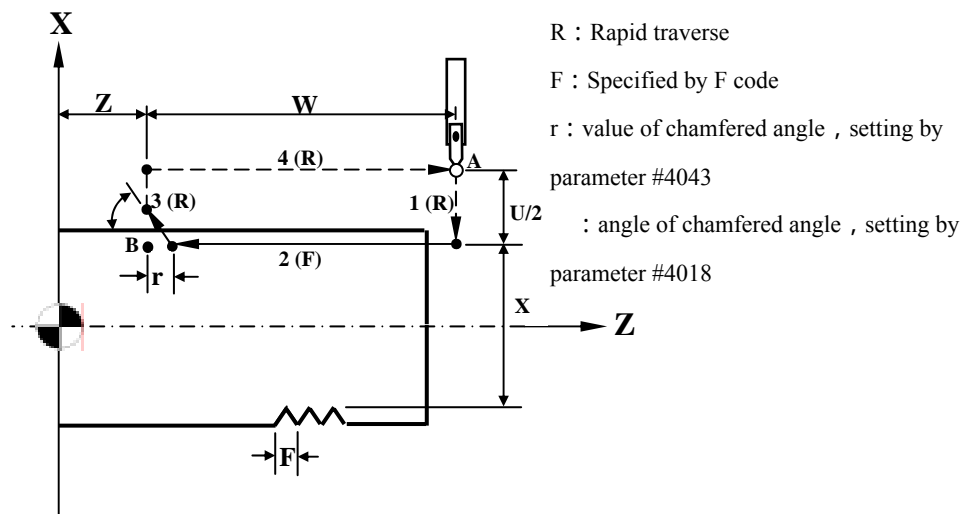 X
Z
W
4 (R)
A
3 (R)
1 (R)
U/2
B
2 (F)
r
X
Z
F
R：Rapid traverse
F：Specified by F code
r：value of chamfered angle，setting by
parameter #4043
：angle of chamfered angle, setting by
parameter #4018